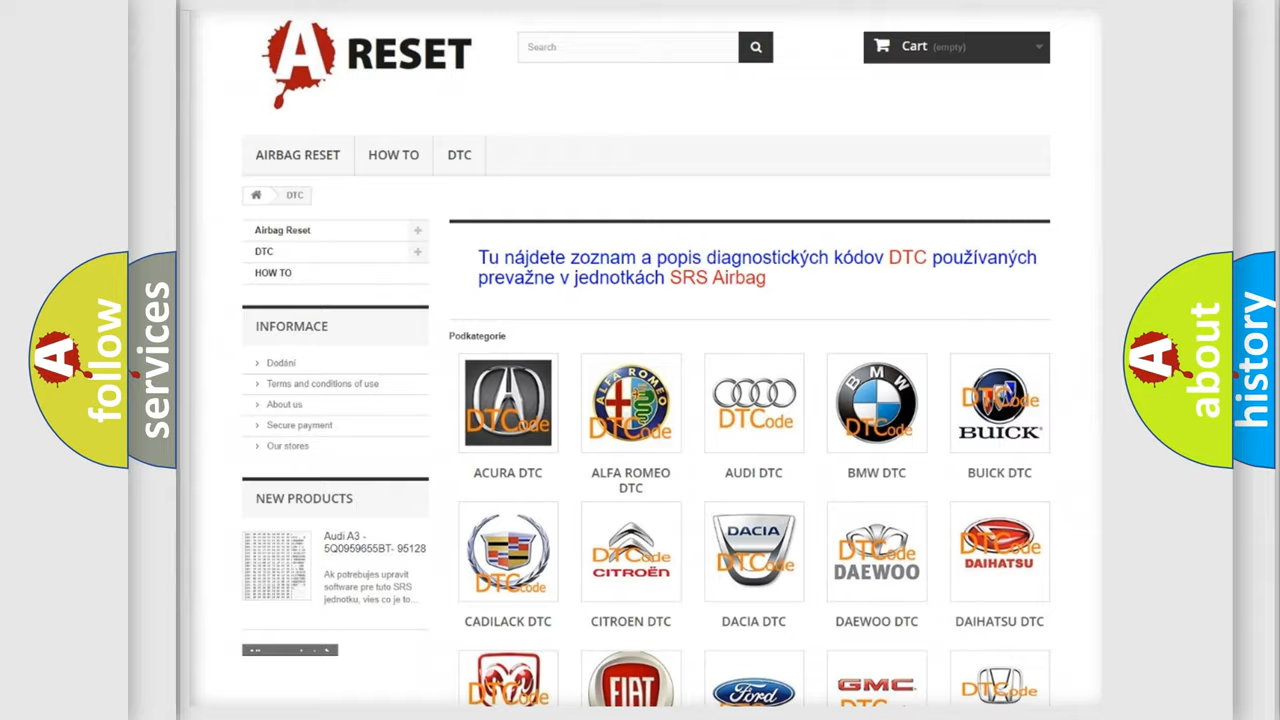 A RESET
Search
Cart (empty)
AIRBAG RESET
HOW TO
DTC
DTC
Airbag Reset
DTC
HOW TO
INFORMACE
Dodání
Terms and conditions of use
About us
Secure payment
Our stores
NEW PRODUCTS
Audi A3 -
5Q0959655BT- 95128
Ak potrebujes upravit
software pre tuto SRS
jednotku, vies co je to...
Tu nájdete zoznam a popis diagnostických kódov DTC používaných
prevažne v jednotkách SRS Airbag
Podkategorie
DTCode
ALFA ROMEO
DTCode
DTCode
BMW
DTCode
DTCode
BUICK
ACURA DTC
ALFA ROMEO
DTC
AUDI DTC
BMW DTC
BUICK DTC
DTCode
DTCode
CITROËN
DACIA
DTCode
DTCode
DAEWOO
DTCode
DAIHATSU
CADILACK DTC
CITROEN DTC
DACIA DTC
DAEWOO DTC
DAIHATSU DTC
DTCode
FIAT
Ford
GMC
DTCode
A
follow
services
A
about
history